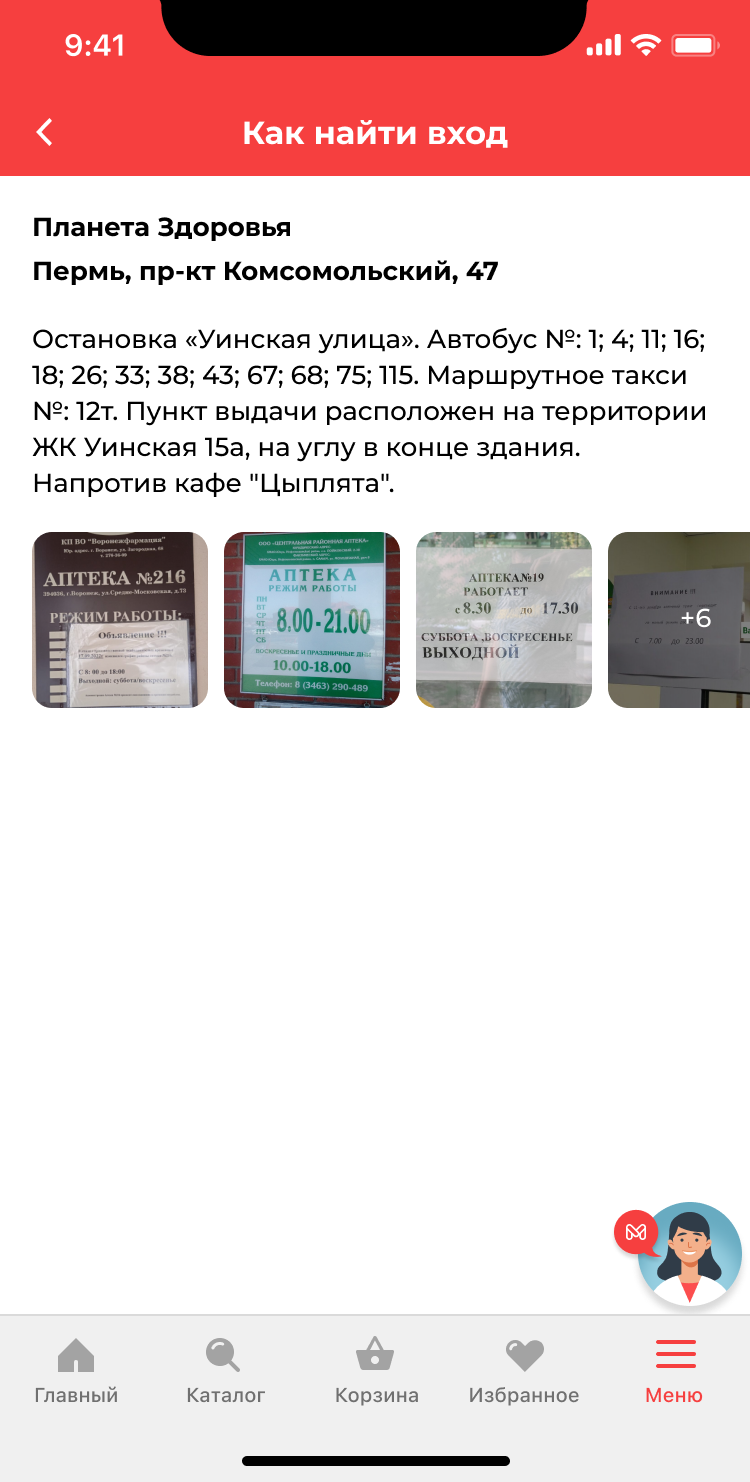 9:41
Как найти вход
Планета Здоровья
Пермь, пр-кт Комсомольский, 47
Остановка «Уинская улица». Автобус №: 1; 4; 11; 16;
18; 26; 33; 38; 43; 67; 68; 75; 115. Маршрутное такси
№: 12т. Пункт выдачи расположен на территории
ЖК Уинская 15а, на углу в конце здания.
Напротив кафе "Цыплята".
КП ВО "Воронежфармация"
АПТЕКА №216
394026, г.Воронеж, ул.Средне-Московская, д.73
РЕЖИМ РАБОТЫ:
Объявление !!!
С 8: 00 до 18:00
Выходной: суббота/воскресенье
ООО «ЦЕНТРАЛЬНАЯ РАЙОННАЯ АПТЕКА»
АПТЕКА
РЕЖИМ РАБОТЫ
ПН
ВТ
СР
ЧТ
ПТ
СБ
8.00-21.00
ВОСКРЕСЕНЬЕ И ПРАЗДНИЧНЫЕ ДНИ
10.00-18.00
Телефон: 8 (3463) 290-489
АПТЕКА№19
РАБОТАЕТ
с 8.30 до 17.30
СУББОТА ,ВОСКРЕСЕНЬЕ
ВЫХОДНОЙ
ВНИМАНИЕ !!!
С 7.00 до 23.00
+6
Главный
Каталог
Корзина
Избранное
Меню